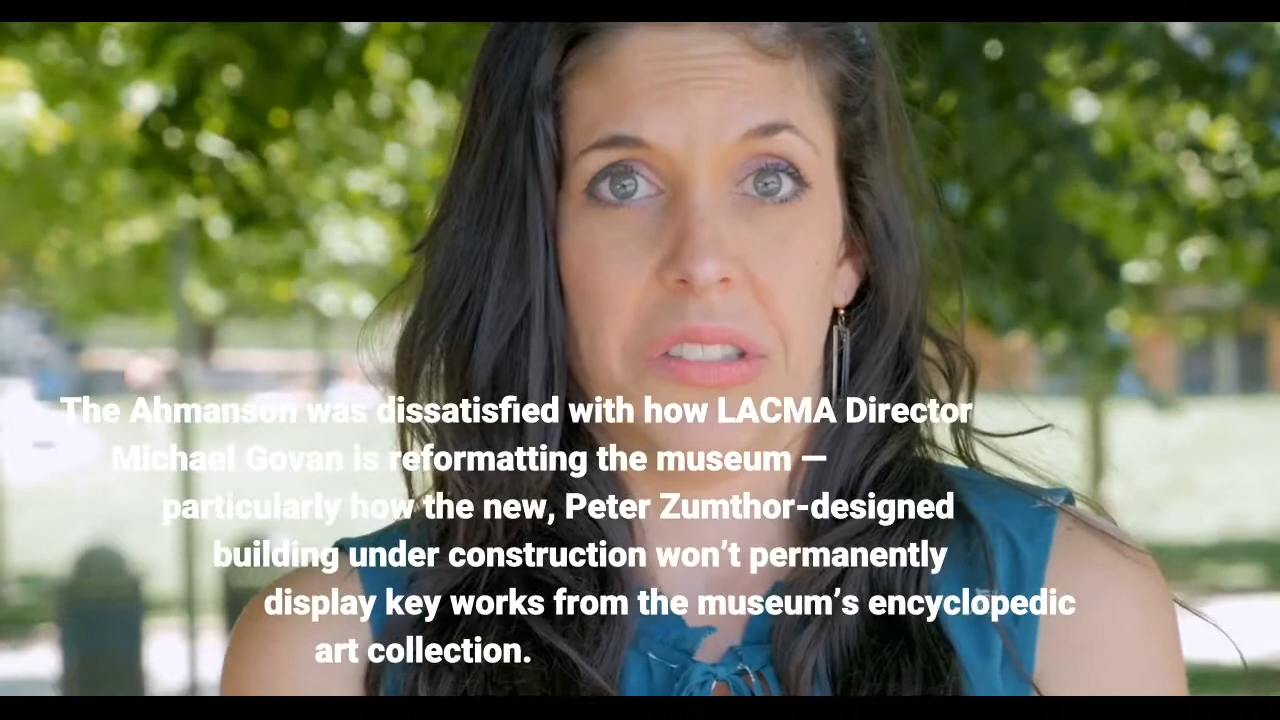 The Ahmanson was dissatisfied with how LACMA Director
Michael Govan is reformatting the museum —
particularly how the new, Peter Zumthor-designed
building under construction won’t permanently
display key works from the museum’s encyclopedic
art collection.